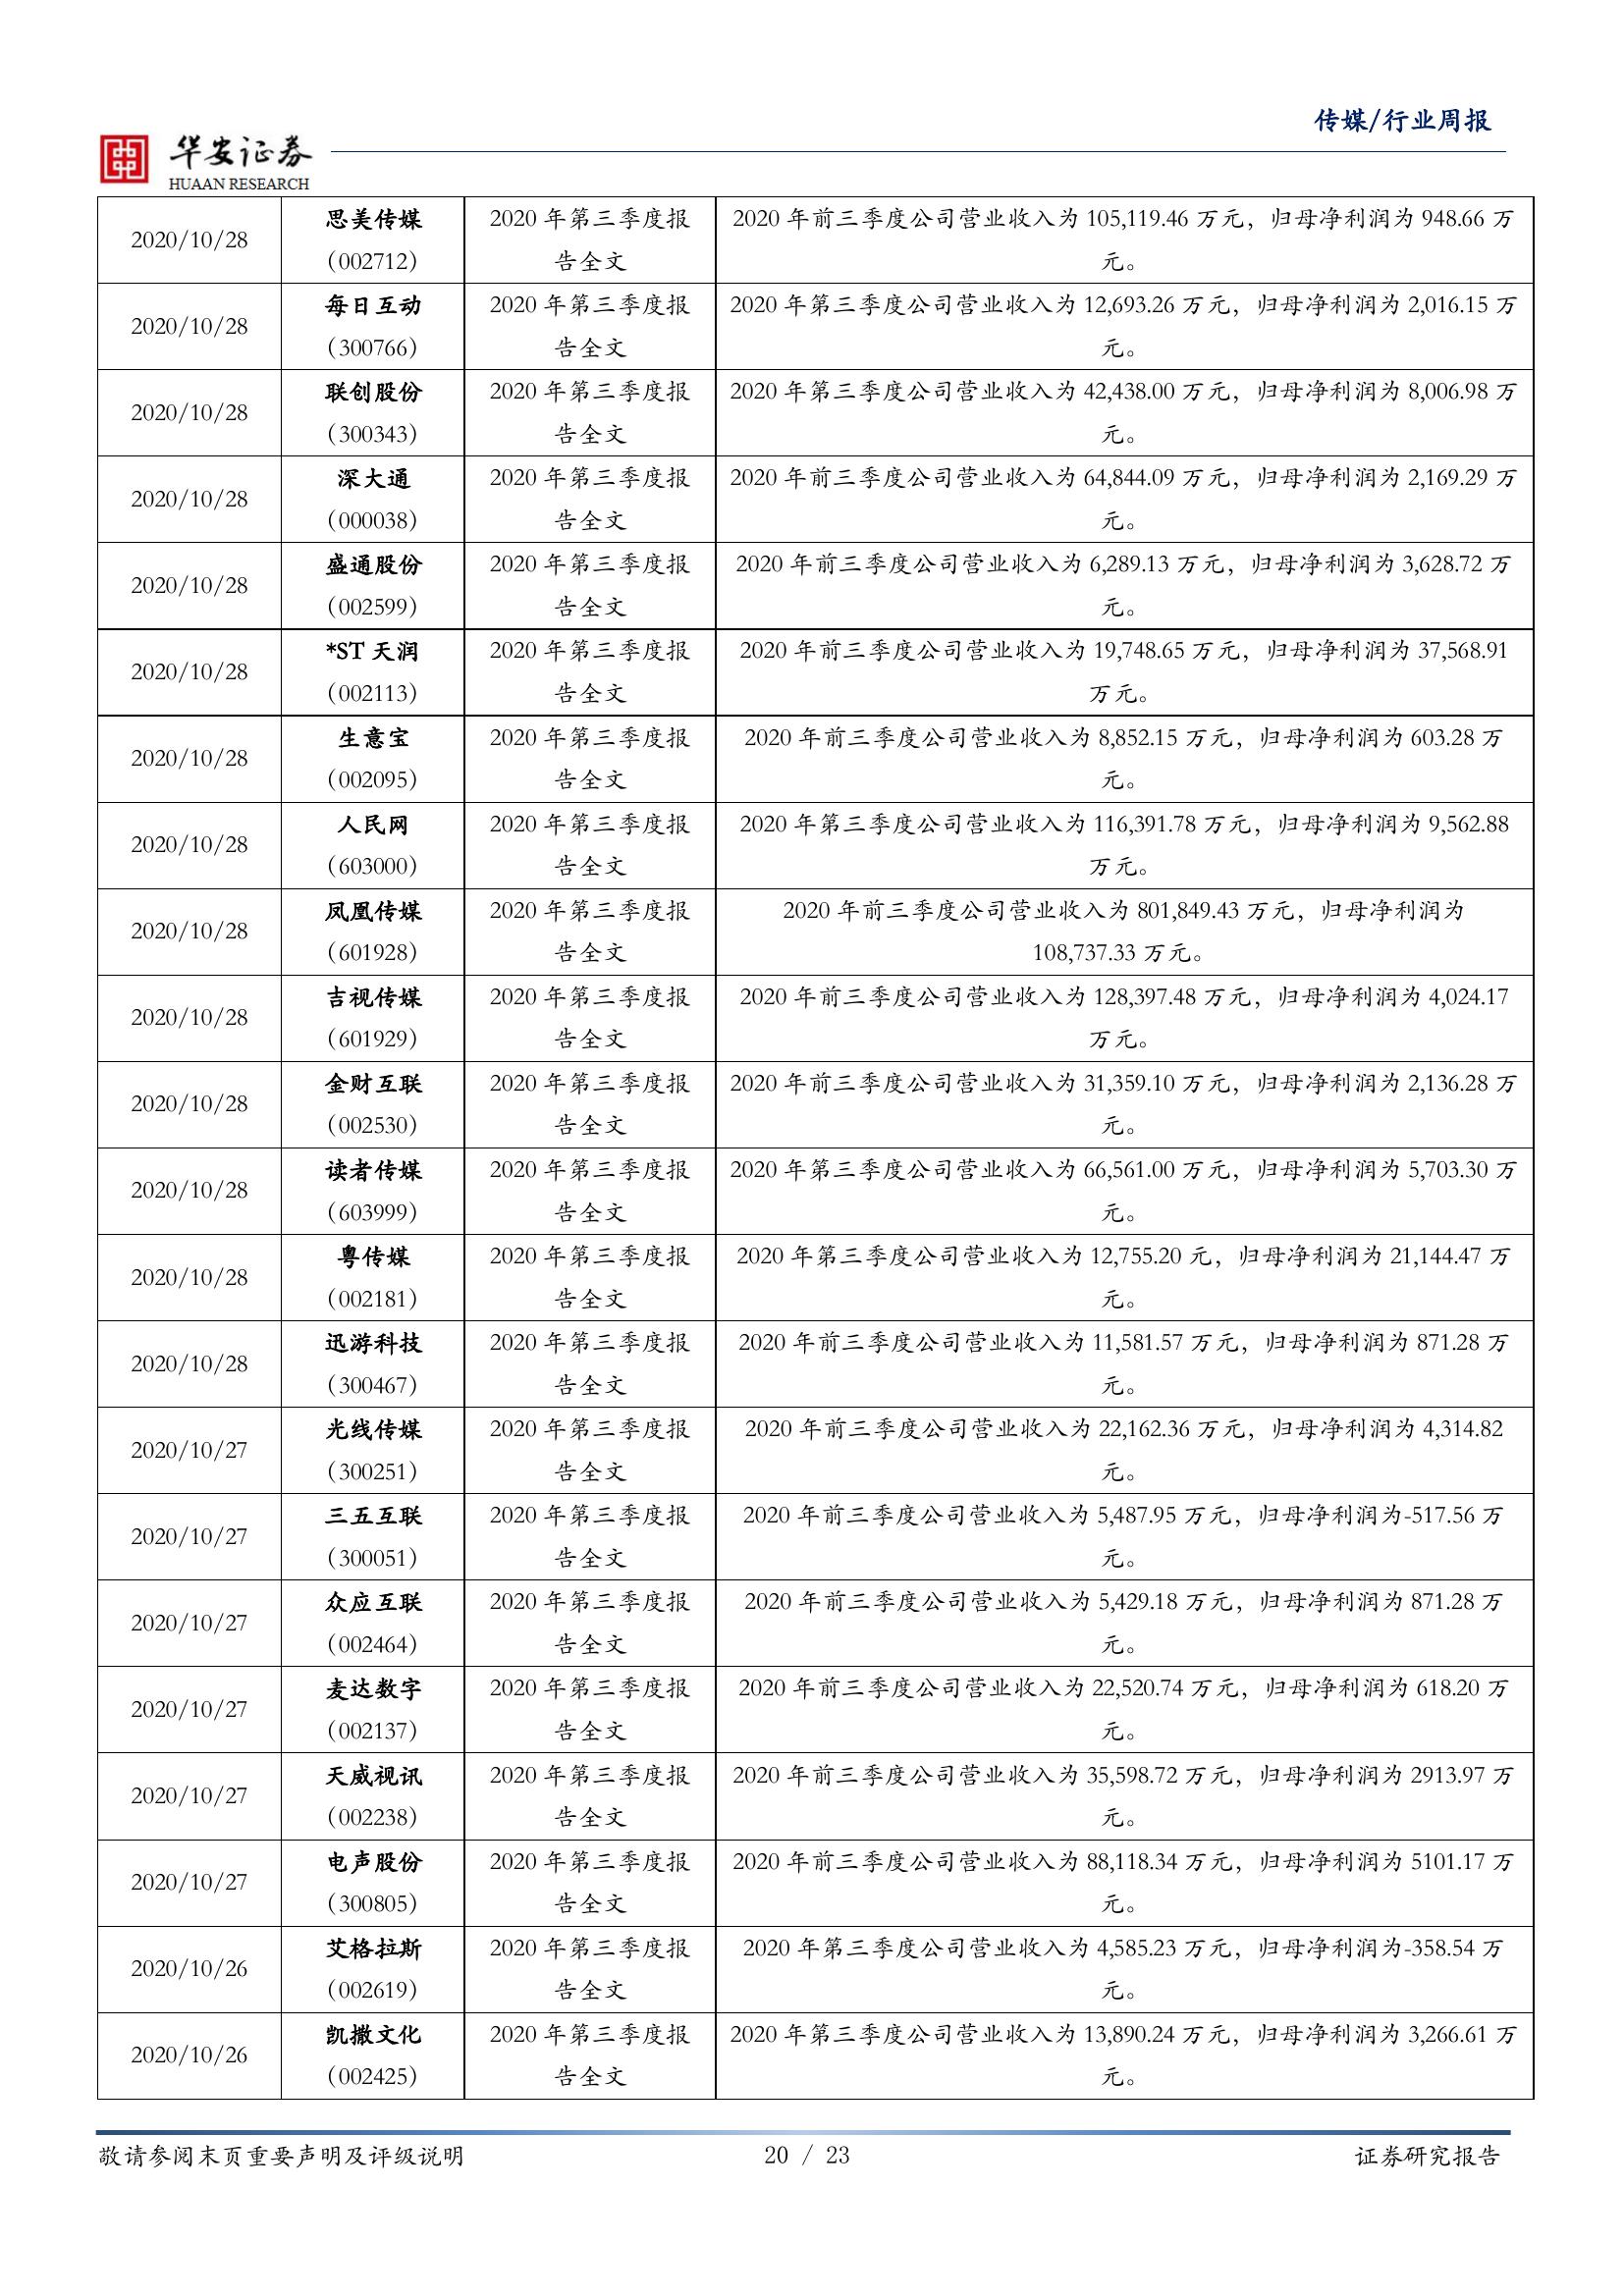 传媒/行业周报
华安证券
HUAAN RESEARCH
2020/10/28
思美传媒
（002712）
2020 年第三季度报
告全文
2020 年前三季度公司营业收入为 105,119.46 万元，归母净利润为 948.66 万
元。
2020/10/28
每日互动
（300766）
2020 年第三季度报
告全文
2020 年第三季度公司营业收入为 12,693.26 万元，归母净利润为 2,016.15 万
元。
2020/10/28
联创股份
（300343）
2020 年第三季度报
告全文
2020 年第三季度公司营业收入为 42,438.00 万元，归母净利润为 8,006.98 万
元。
2020/10/28
深大通
（000038）
2020 年第三季度报
告全文
2020 年前三季度公司营业收入为 64,844.09 万元，归母净利润为 2,169.29 万
元。
2020/10/28
盛通股份
（002599）
2020 年第三季度报
告全文
2020 年前三季度公司营业收入为 6,289.13 万元，归母净利润为 3,628.72 万
元。
2020/10/28
*ST 天润
（002113）
2020 年第三季度报
告全文
2020 年前三季度公司营业收入为 19,748.65 万元，归母净利润为 37,568.91
万元。
2020/10/28
生意宝
（002095）
2020 年第三季度报
告全文
2020 年前三季度公司营业收入为 8,852.15 万元，归母净利润为 603.28 万
元。
2020/10/28
人民网
（603000）
2020 年第三季度报
告全文
2020 年第三季度公司营业收入为 116,391.78 万元，归母净利润为 9,562.88
万元。
2020/10/28
凤凰传媒
（601928）
2020 年第三季度报
告全文
2020 年前三季度公司营业收入为 801,849.43 万元，归母净利润为
108,737.33 万元。
2020/10/28
吉视传媒
（601929）
2020 年第三季度报
告全文
2020 年前三季度公司营业收入为 128,397.48 万元，归母净利润为 4,024.17
万元。
2020/10/28
金财互联
（002530）
2020 年第三季度报
告全文
2020 年前三季度公司营业收入为 31,359.10 万元，归母净利润为 2,136.28 万
元。
2020/10/28
读者传媒
（603999）
2020 年第三季度报
告全文
2020 年第三季度公司营业收入为 66,561.00 万元，归母净利润为 5,703.30 万
元。
2020/10/28
粤传媒
（002181）
2020 年第三季度报
告全文
2020 年第三季度公司营业收入为 12,755.20 元，归母净利润为 21,144.47 万
元。
2020/10/28
迅游科技
（300467）
2020 年第三季度报
告全文
2020 年前三季度公司营业收入为 11,581.57 万元，归母净利润为 871.28 万
元。
2020/10/27
光线传媒
（300251）
2020 年第三季度报
告全文
2020 年前三季度公司营业收入为 22,162.36 万元，归母净利润为 4,314.82
元。
2020/10/27
三五互联
（300051）
2020 年第三季度报
告全文
2020 年前三季度公司营业收入为 5,487.95 万元，归母净利润为-517.56 万
元。
2020/10/27
众应互联
（002464）
2020 年第三季度报
告全文
2020 年前三季度公司营业收入为 5,429.18 万元，归母净利润为 871.28 万
元。
2020/10/27
麦达数字
（002137）
2020 年第三季度报
告全文
2020 年前三季度公司营业收入为 22,520.74 万元，归母净利润为 618.20 万
元。
2020/10/27
天威视讯
（002238）
2020 年第三季度报
告全文
2020 年前三季度公司营业收入为 35,598.72 万元，归母净利润为 2913.97 万
元。
2020/10/27
电声股份
（300805）
2020 年第三季度报
告全文
2020 年前三季度公司营业收入为 88,118.34 万元，归母净利润为 5101.17 万
元。
2020/10/26
艾格拉斯
（002619）
2020 年第三季度报
告全文
2020 年第三季度公司营业收入为 4,585.23 万元，归母净利润为-358.54 万
元。
2020/10/26
凯撒文化
（002425）
2020 年第三季度报
告全文
2020 年第三季度公司营业收入为 13,890.24 万元，归母净利润为 3,266.61 万
元。
敬请参阅末页重要声明及评级说明
20 / 23
证券研究报告